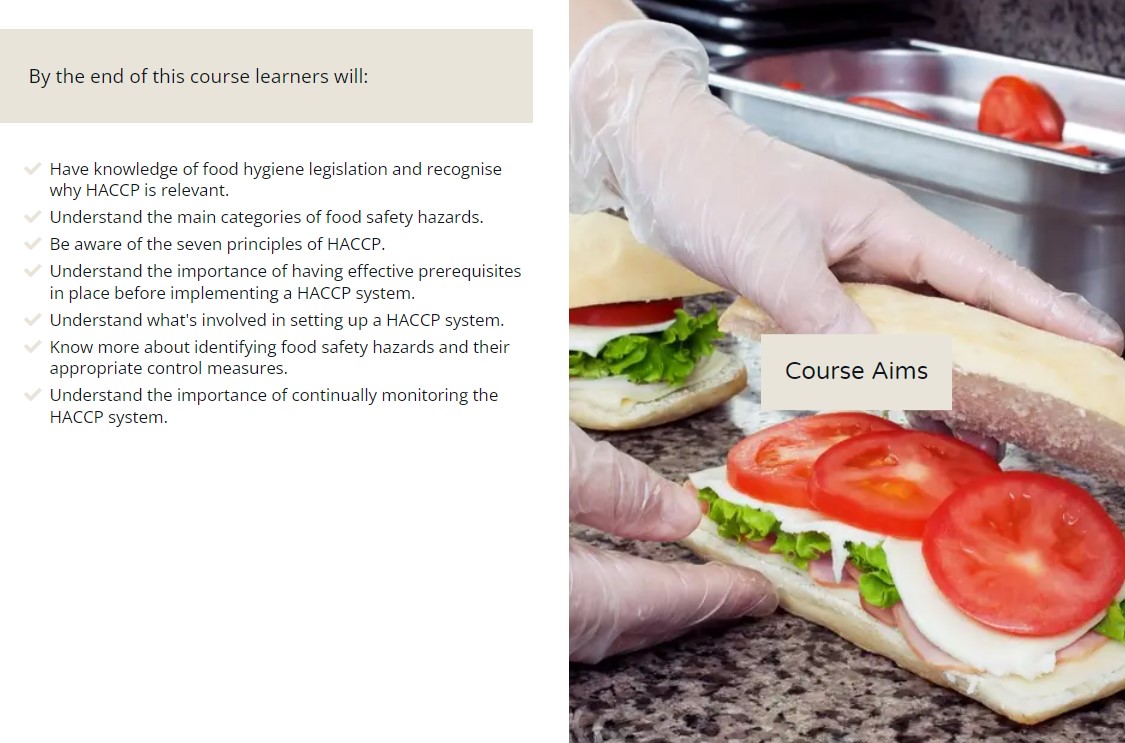 By the end of this course learners will:
Have knowledge of food hygiene legislation and recognise
why HACCP is relevant.
Understand the main categories of food safety hazards.
Be aware of the seven principles of HACCP.
Understand the importance of having effective prerequisites
in place before implementing a HACCP system.
Understand what's involved in setting up a HACCP system.
Know more about identifying food safety hazards and their
appropriate control measures.
Understand the importance of continually monitoring the
HACCP system.
Course Aims